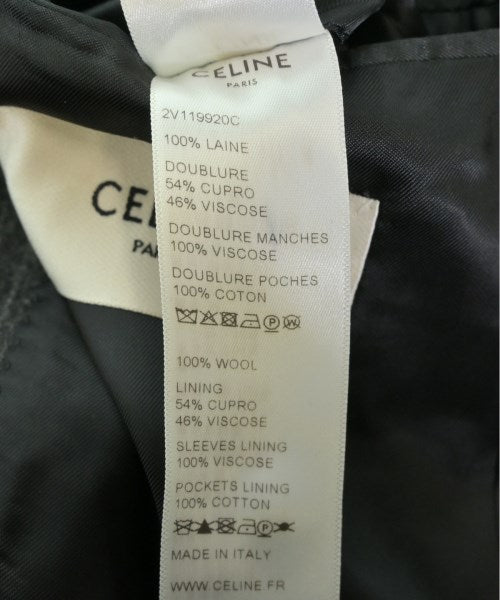 CELINE
PARIS
2V119920C
100% LAINE
DOUBLURE
54% CUPRO
46% VISCOSE
DOUBLURE MANCHES
100% VISCOSE
DOUBLURE POCHES
100% COTON
100% WOOL
LINING
54% CUPRO
46% VISCOSE
SLEEVES LINING
100% VISCOSE
POCKETS LINING
100% COTTON
MADE IN ITALY
WWW.CELINE.FR